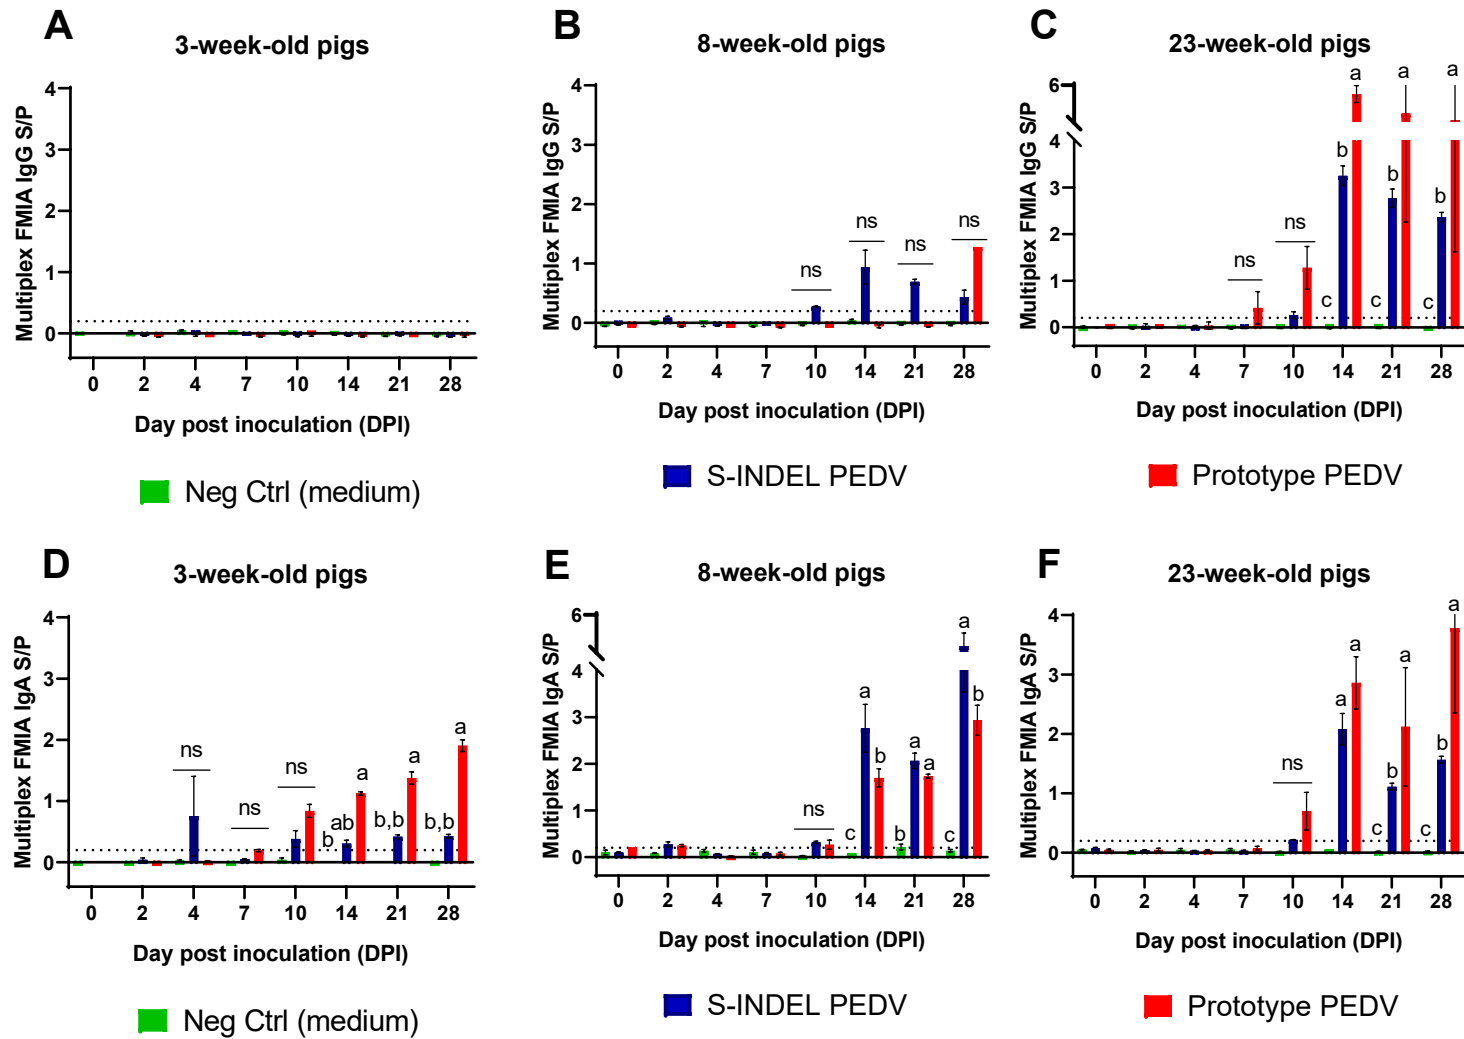 A
3-week-old pigs
Multiplex FMIA IgG S/P
4
3
2
1
0
0 2 4 7 10 14 21 28
Day post inoculation (DPI)
B
8-week-old pigs
Multiplex FMIA IgG S/P
4
3
2
1
0
ns ns ns ns
0 2 4 7 10 14 21 28
Day post inoculation (DPI)
C
23-week-old pigs
Multiplex FMIA IgG S/P
6
4
3
2
1
0
a a a
b b b
ns ns
c c c
0 2 4 7 10 14 21 28
Day post inoculation (DPI)
Neg Ctrl (medium)
S-INDEL PEDV
Prototype PEDV
D
3-week-old pigs
Multiplex FMIA IgA S/P
4
3
2
1
0
ns ns ns
b ab a
b,b a
b,b a
0 2 4 7 10 14 21 28
Day post inoculation (DPI)
E
8-week-old pigs
Multiplex FMIA IgA S/P
6
4
3
2
1
0
ns
c a b
b a a
c a b
0 2 4 7 10 14 21 28
Day post inoculation (DPI)
F
23-week-old pigs
Multiplex FMIA IgA S/P
4
3
2
1
0
ns
a a
c b a
c b a
0 2 4 7 10 14 21 28
Day post inoculation (DPI)
Neg Ctrl (medium)
S-INDEL PEDV
Prototype PEDV